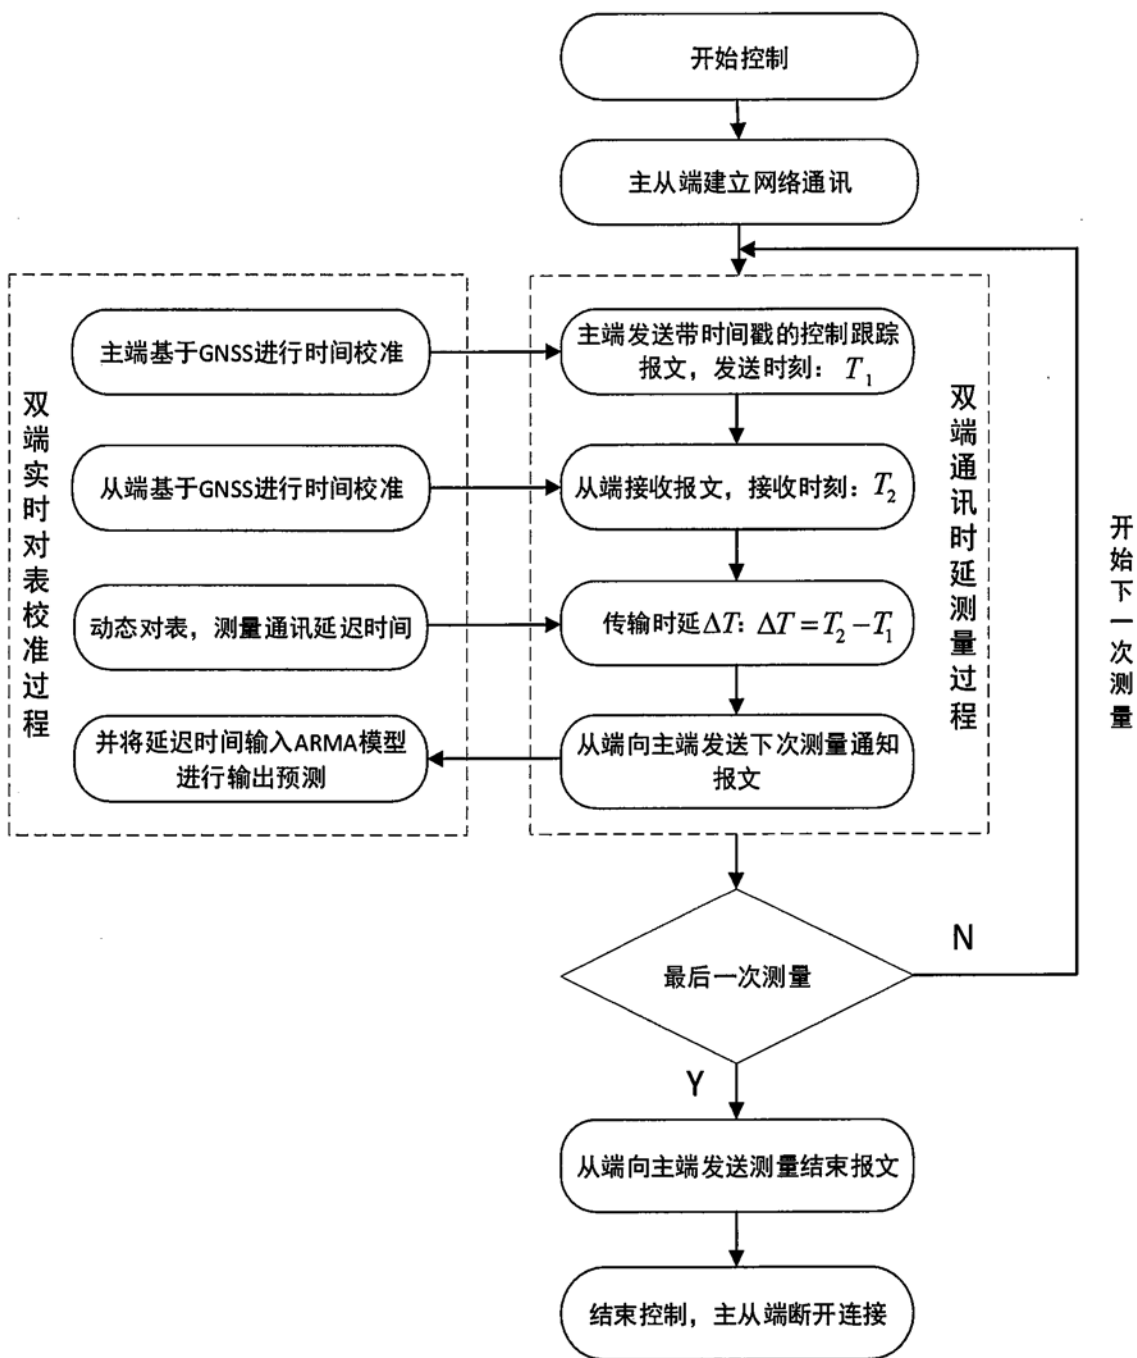 开始控制
主从端建立网络通讯
双端实时对表校准过程
主端基于GNSS进行时间校准
从端基于GNSS进行时间校准
动态对表，测量通讯延迟时间
并将延迟时间输入ARMA模型
进行输出预测
主端发送带时间戳的控制跟踪
报文，发送时刻：T₁
从端接收报文，接收时刻：T₂
传输时延ΔT：ΔT=T₂-T₁
从端向主端发送下次测量通知
报文
双端通讯时延测量过程
开始下一次测量
最后一次测量
N
Y
从端向主端发送测量结束报文
结束控制，主从端断开连接